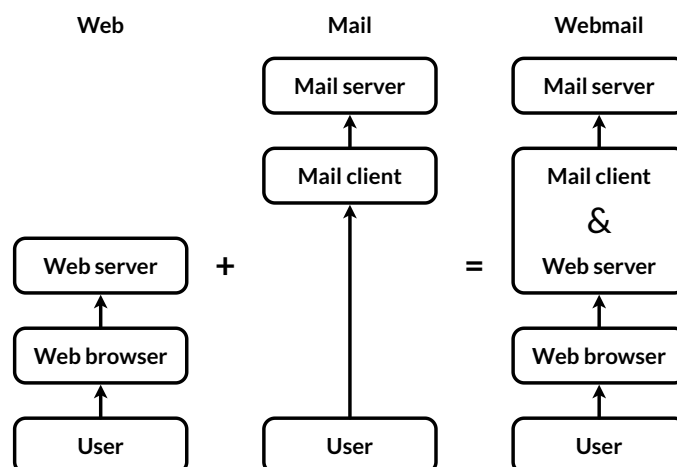 Web
Mail
Webmail
Mail server
Mail server
Mail client
Mail client
&
Web server
+
=
Web server
Web browser
Web browser
User
User
User